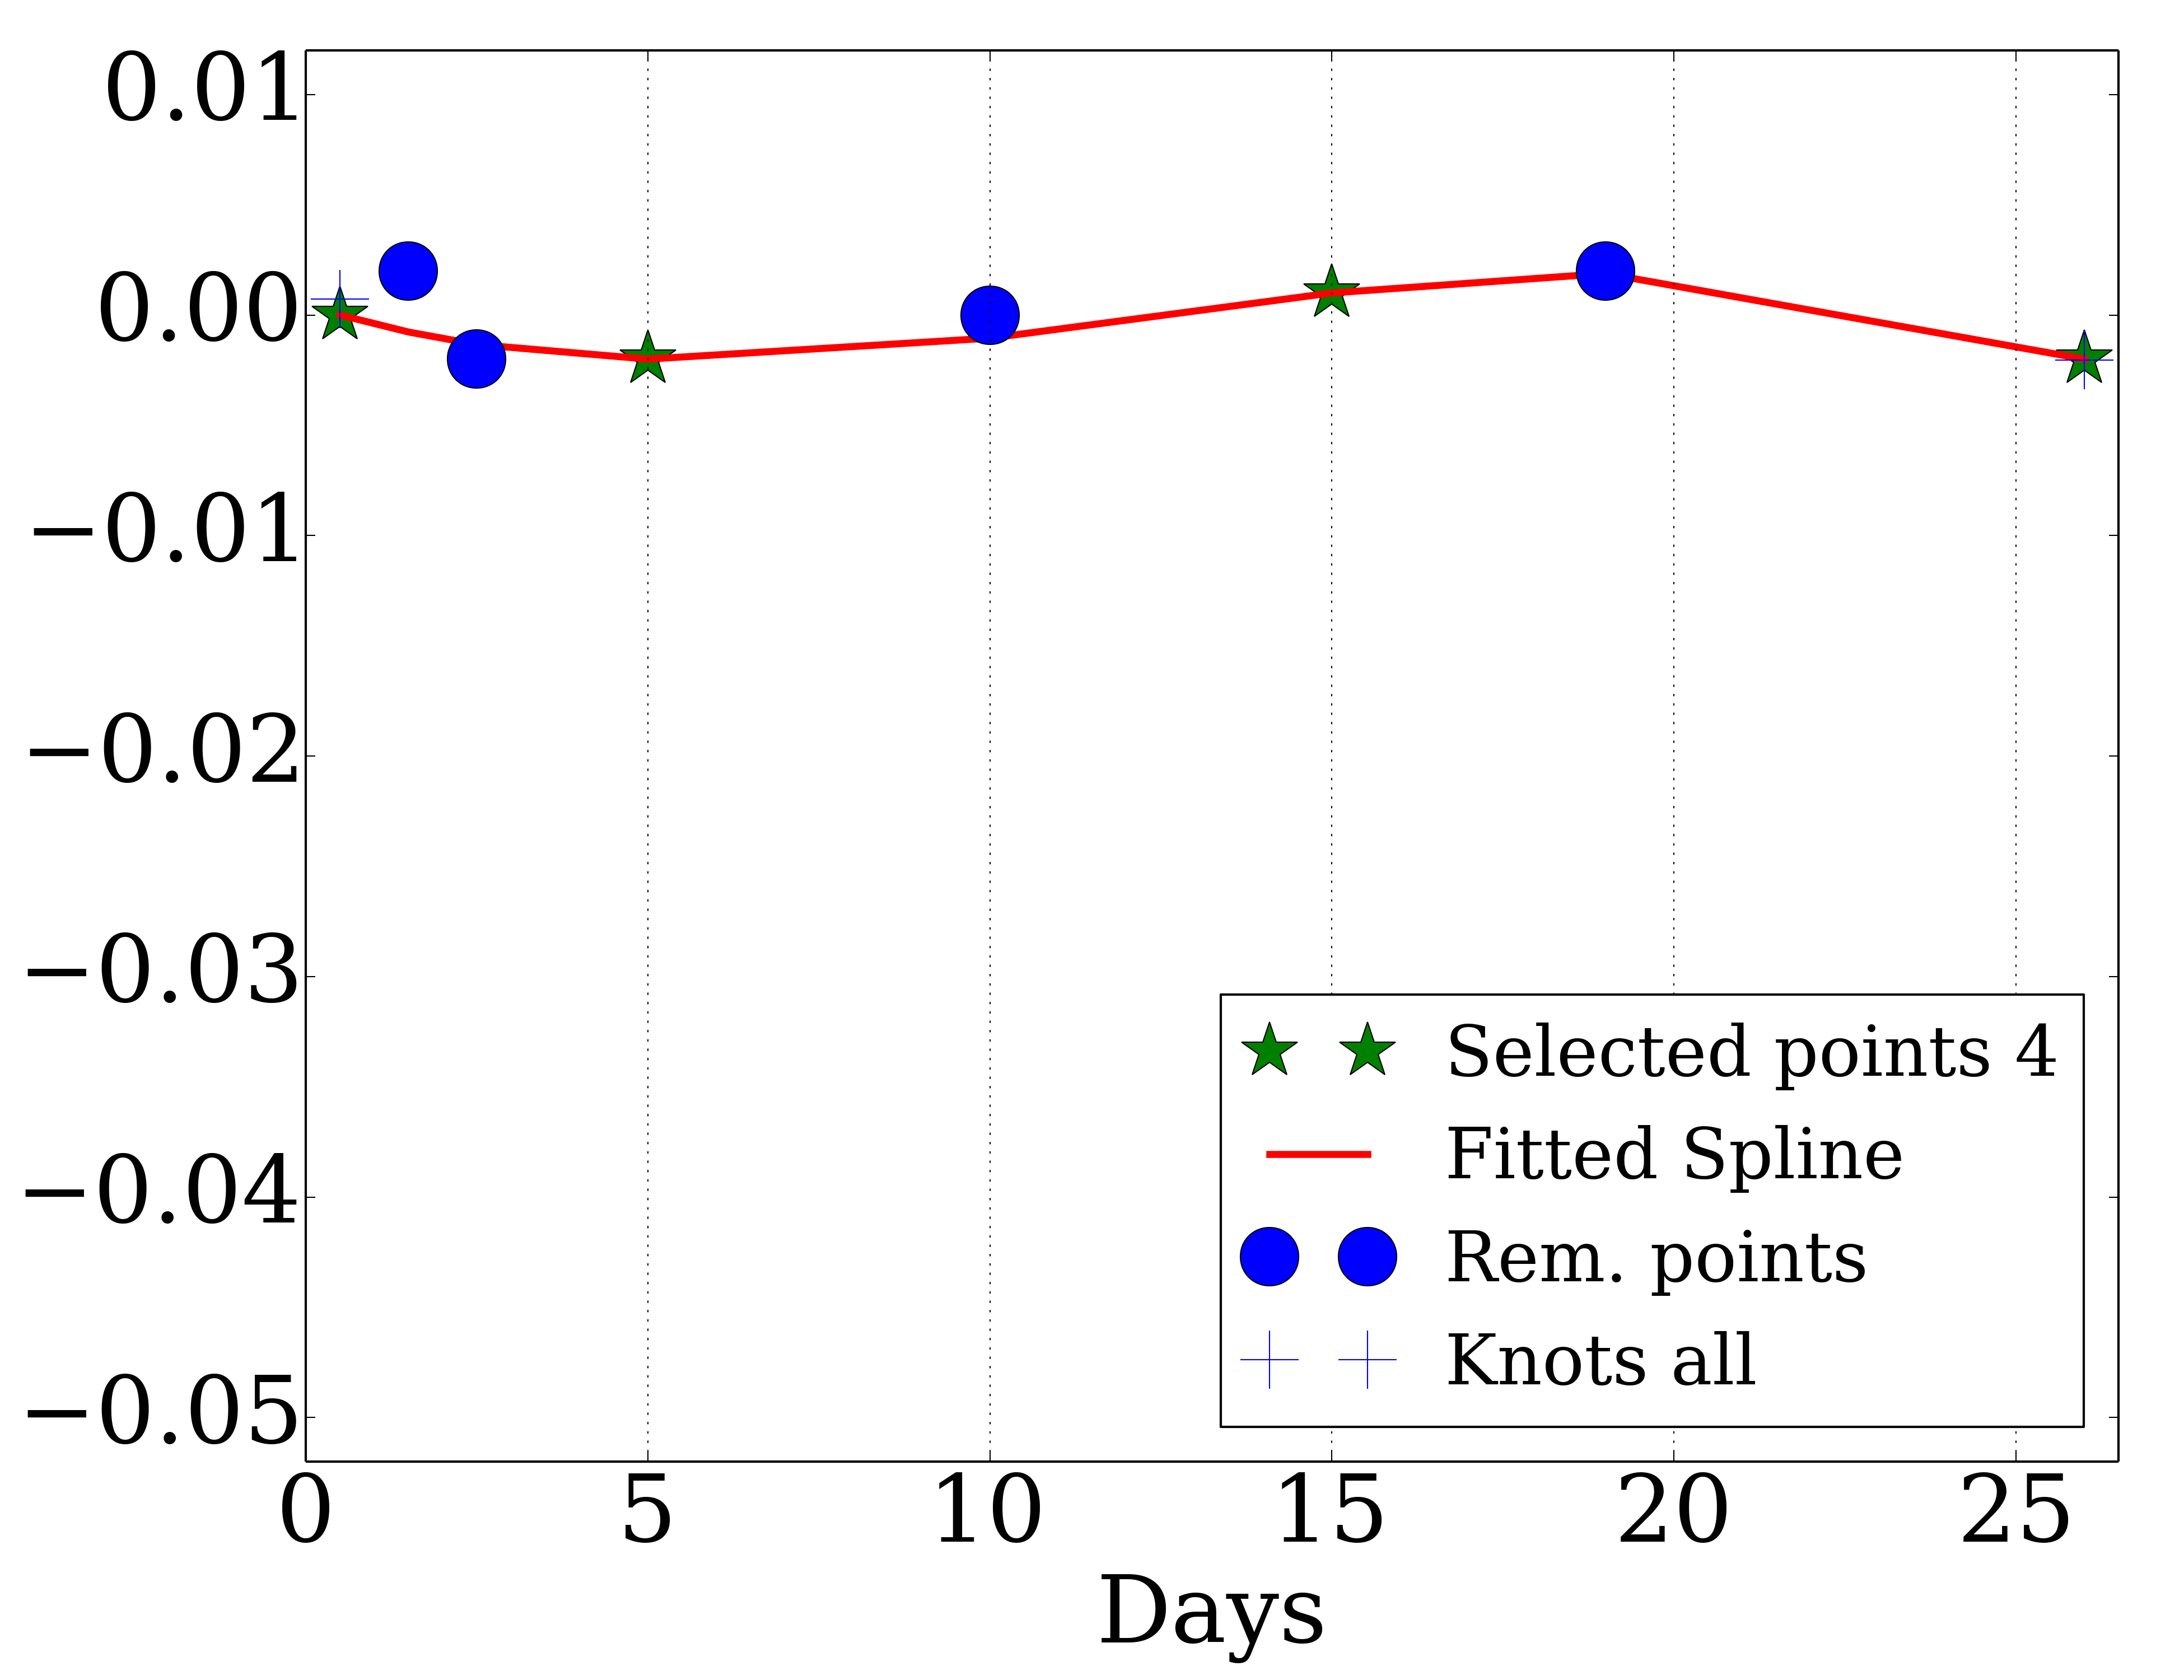 0.01
0.00
−0.01
−0.02
−0.03
−0.04
−0.05
Selected points 4
Fitted Spline
Rem. points
Knots all
0 5 10 15 20 25
Days